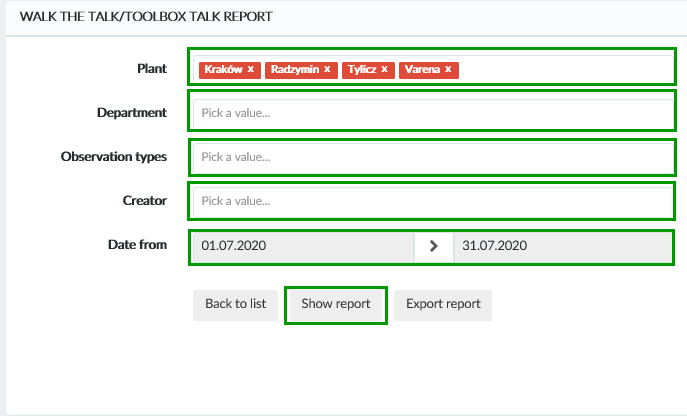 WALK THE TALK/TOOLBOX TALK REPORT
Plant Kraków x Radzymin x Tylicz x Varena x
Department Pick a value...
Observation types Pick a value...
Creator Pick a value...
Date from 01.07.2020 > 31.07.2020
Back to list Show report Export report